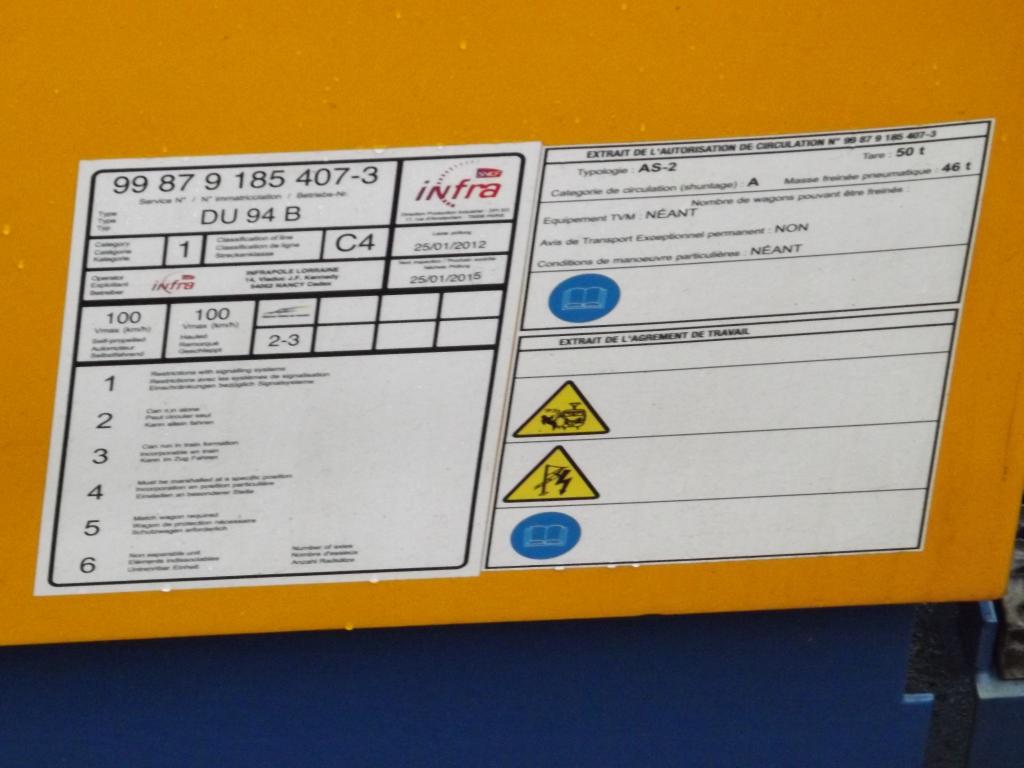 99 87 9 185 407-3
Service N° / N° immatriculation / Betriebs-Nr.
Type
Type
Typ
DU 94 B
SNCF
infra
Direction Production Industrielle
Category
Catégorie
Kategorie
1
Classification of line
Classification de ligne
Streckenklasse
C4
25/01/2012
Operator
Exploitant
Betreiber
infra
INFRAPOLE LORRAINE
14, Viaduc J.F. Kennedy
54052 NANCY Cedex
25/01/2015
100
Vmax (km/h)
Self-propelled
Automoteur
Selbstfahrend
100
Vmax (km/h)
Hauled
Remorqué
Geschleppt
2-3
1
Restrictions with signalling systems
Restrictions avec les systèmes de signalisation
Einschränkungen bezüglich Signalsysteme
2
Can run alone
Peut circuler seul
Kann allein fahren
3
Can run in train formation
Incorporable en train
Kann im Zug Fahren
4
Must be marshalled at a specific position
Incorporation en position particulière
Einstellen an besonderer Stelle
5
Match wagon required
Wagon de protection nécessaire
Schutzwagen erforderlich
6
Non separable unit
Eléments indissociables
Untrennbar Einheit
Number of axles
Nombre d'essieux
Anzahl Radsätze
EXTRAIT DE L'AUTORISATION DE CIRCULATION N° 99 87 9 185 407-3
Typologie : AS-2
Tare : 50 t
Categorie de circulation (shuntage) : A
Masse freinée pneumatique : 46 t
Nombre de wagons pouvant être freinés :
Equipement TVM : NÉANT
Avis de Transport Exceptionnel permanent : NON
Conditions de manoeuvre particulières : NÉANT
EXTRAIT DE L'AGREMENT DE TRAVAIL